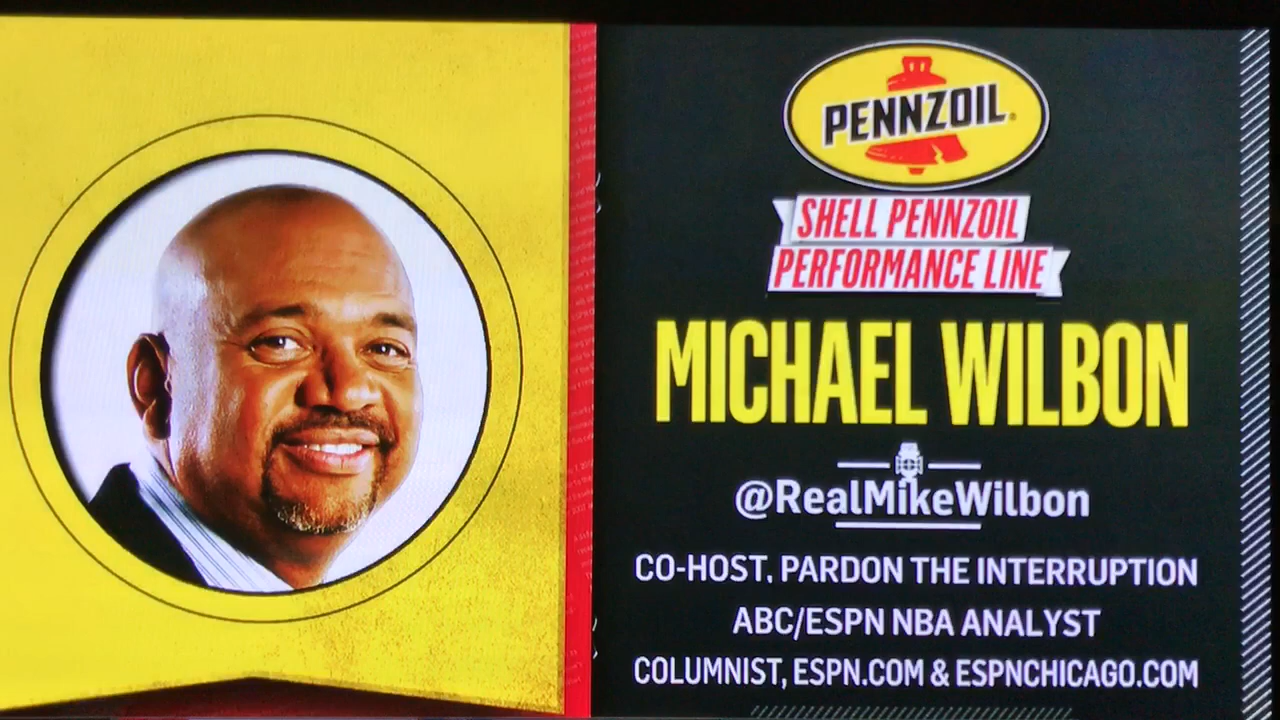 PENNZOIL
SHELL PENNZOIL
PERFORMANCE LINE
MICHAEL WILBON
@RealMikeWilbon
CO-HOST, PARDON THE INTERRUPTION
ABC/ESPN NBA ANALYST
COLUMNIST, ESPN.COM & ESPNCHICAGO.COM